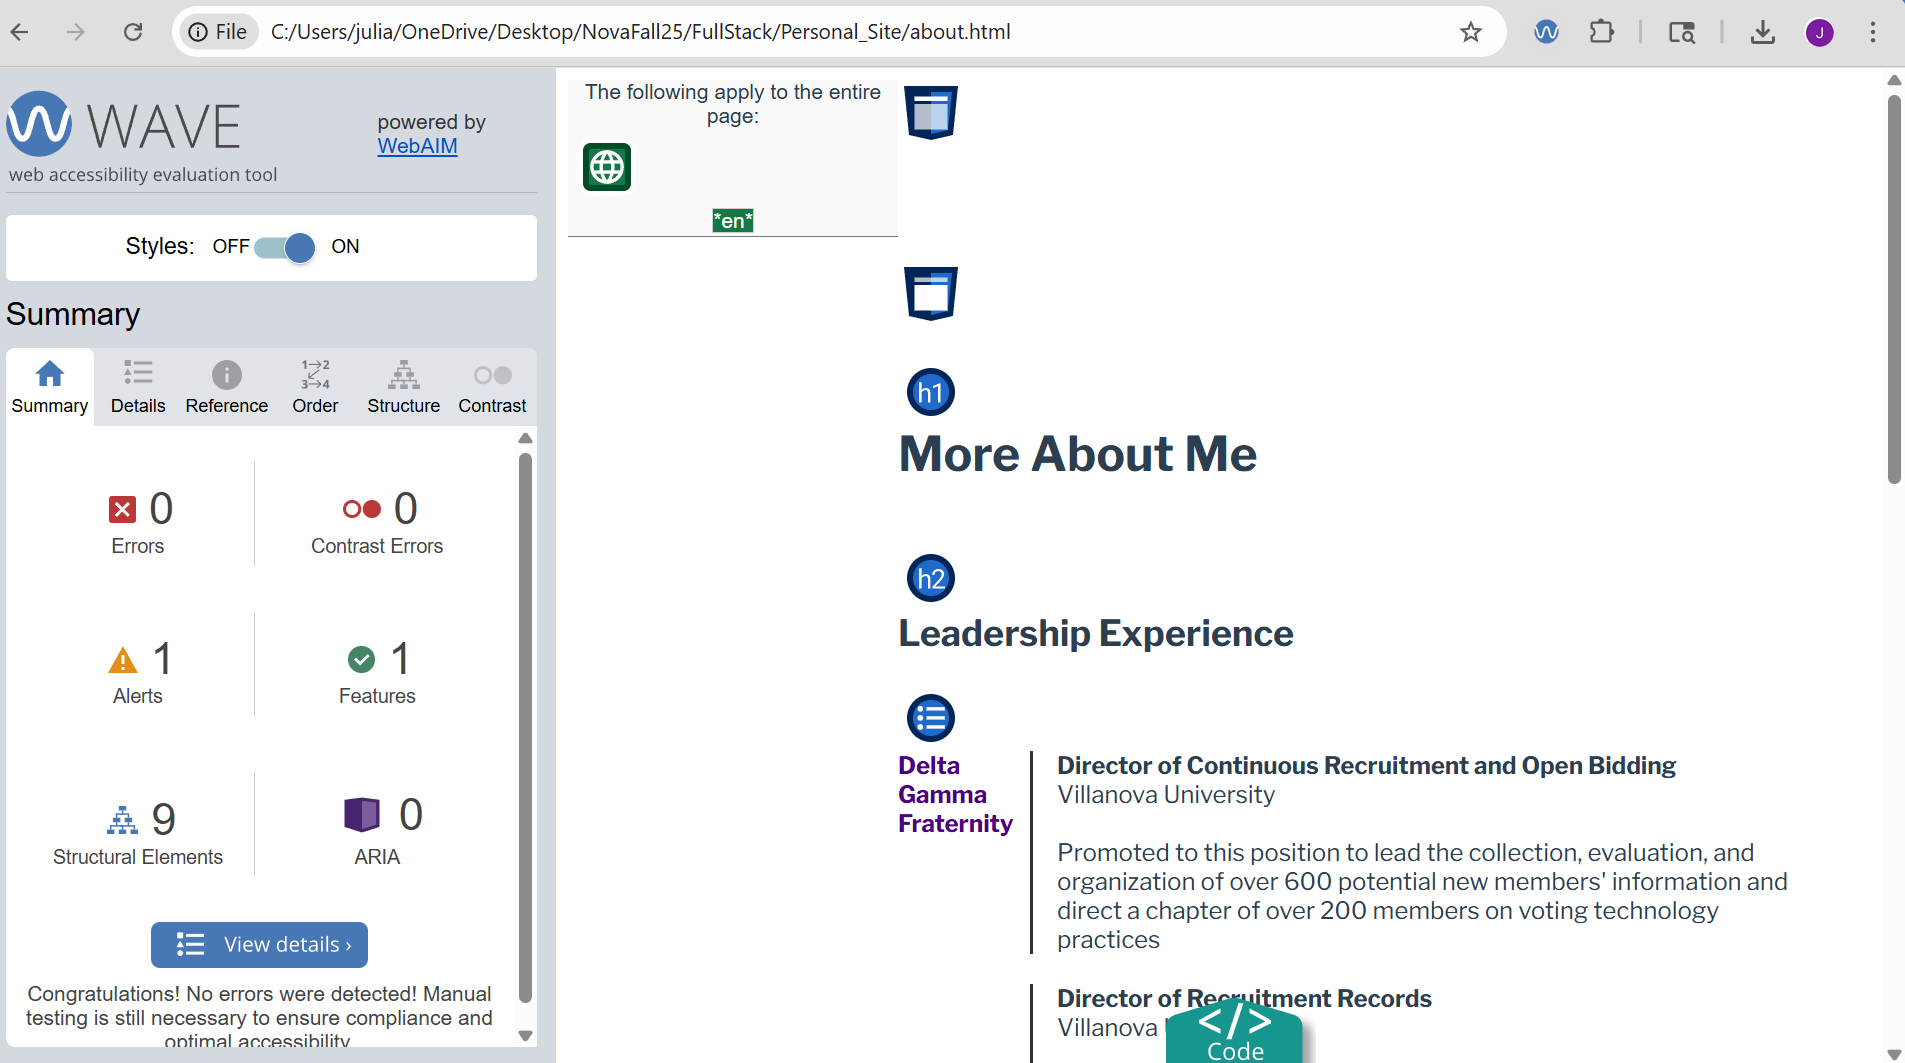 File C:/Users/julia/OneDrive/Desktop/NovaFall25/FullStack/Personal_Site/about.html
J
WAVE
powered by
WebAIM
web accessibility evaluation tool
Styles: OFF ON
Summary
1 2
3 4
Summary Details Reference Order Structure Contrast
0
Errors
0
Contrast Errors
1
Alerts
1
Features
9
Structural Elements
0
ARIA
View details ›
Congratulations! No errors were detected! Manual
testing is still necessary to ensure compliance and
optimal accessibility
The following apply to the entire
page:
*en*
h1
More About Me
h2
Leadership Experience
Delta
Gamma
Fraternity
Director of Continuous Recruitment and Open Bidding
Villanova University
Promoted to this position to lead the collection, evaluation, and
organization of over 600 potential new members' information and
direct a chapter of over 200 members on voting technology
practices
Director of Recruitment Records
Villanova
</>
Code